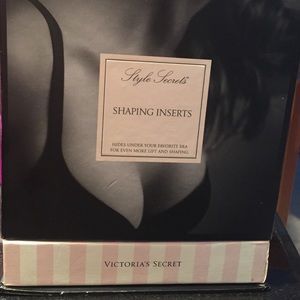 Style Secrets
SHAPING INSERTS
HIDES UNDER YOUR FAVORITE BRA
FOR EVEN MORE LIFT AND SHAPING.
VICTORIA'S SECRET